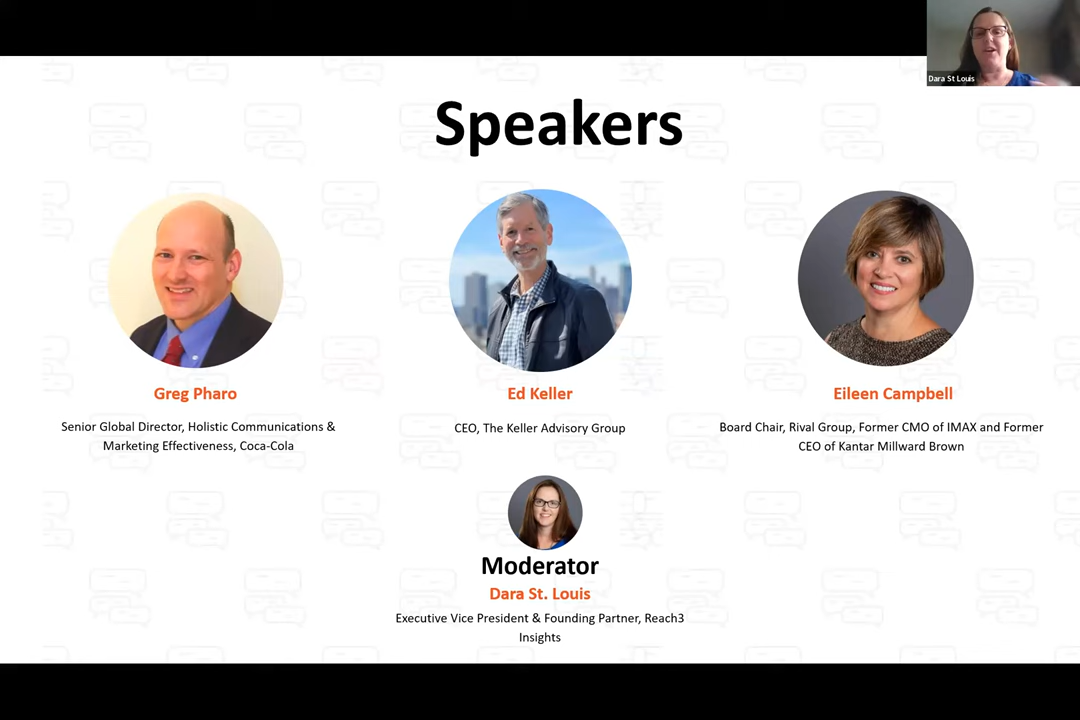 Dara St Louis
Speakers
Greg Pharo
Senior Global Director, Holistic Communications &
Marketing Effectiveness, Coca-Cola
Ed Keller
CEO, The Keller Advisory Group
Eileen Campbell
Board Chair, Rival Group, Former CMO of IMAX and Former
CEO of Kantar Millward Brown
Moderator
Dara St. Louis
Executive Vice President & Founding Partner, Reach3
Insights